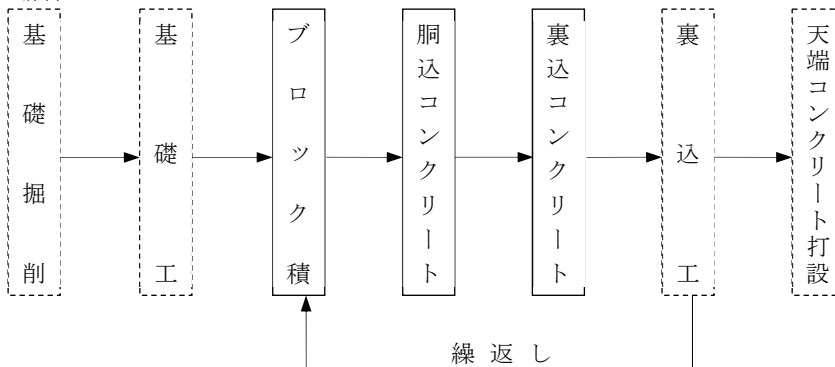 基礎掘削
基礎工
ブロック積
胴込コンクリート
裏込コンクリート
裏込工
天端コンクリート打設
繰返し